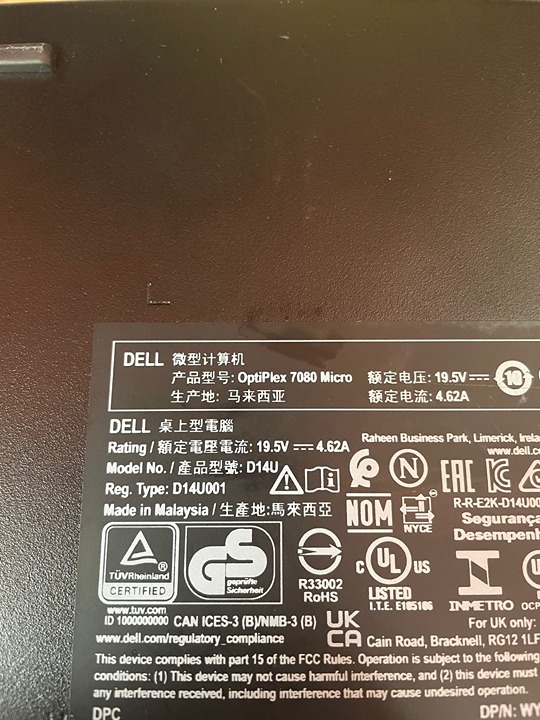 DELL 微型计算机
产品型号: OptiPlex 7080 Micro 额定电压: 19.5V 10
生产地: 马来西亚 额定电流: 4.62A
DELL 桌上型電腦
Raheen Business Park, Limerick,
Rating / 額定電壓電流: 19.5V 4.62A
www.dell.
Model No. / 產品型號: D14U
Reg. Type: D14U001
Made in Malaysia / 生產地: 馬來西亞
N
EAC
R-R-E2K-D14U00
NOM
NYCE
Seguranç
Desempenh
TÜVRheinland
CERTIFIED
GS
geprüfte
Sicherheit
R33002
RoHS
c UL us
LISTED
I.T.E. E185186
INMETRO
www.tuv.com
ID 1000000000
CAN ICES-3 (B)/NMB-3 (B)
UK
CA
For UK only:
www.dell.com/regulatory_compliance
Cain Road, Bracknell, RG12 1LF
This device complies with part 15 of the FCC Rules. Operation is subject to the following
conditions: (1) This device may not cause harmful interference, and (2) this device must
any interference received, including interference that may cause undesired operation.
DPC DP/N: WY